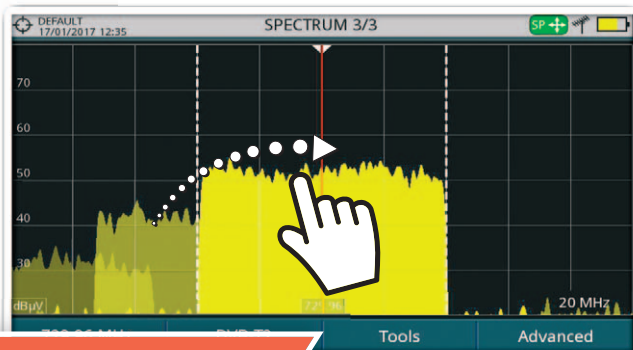 DEFAULT
17/01/2017 12:35
SPECTRUM 3/3
SP
70
60
50
40
30
dBµV
20 MHz
Tools
Advanced